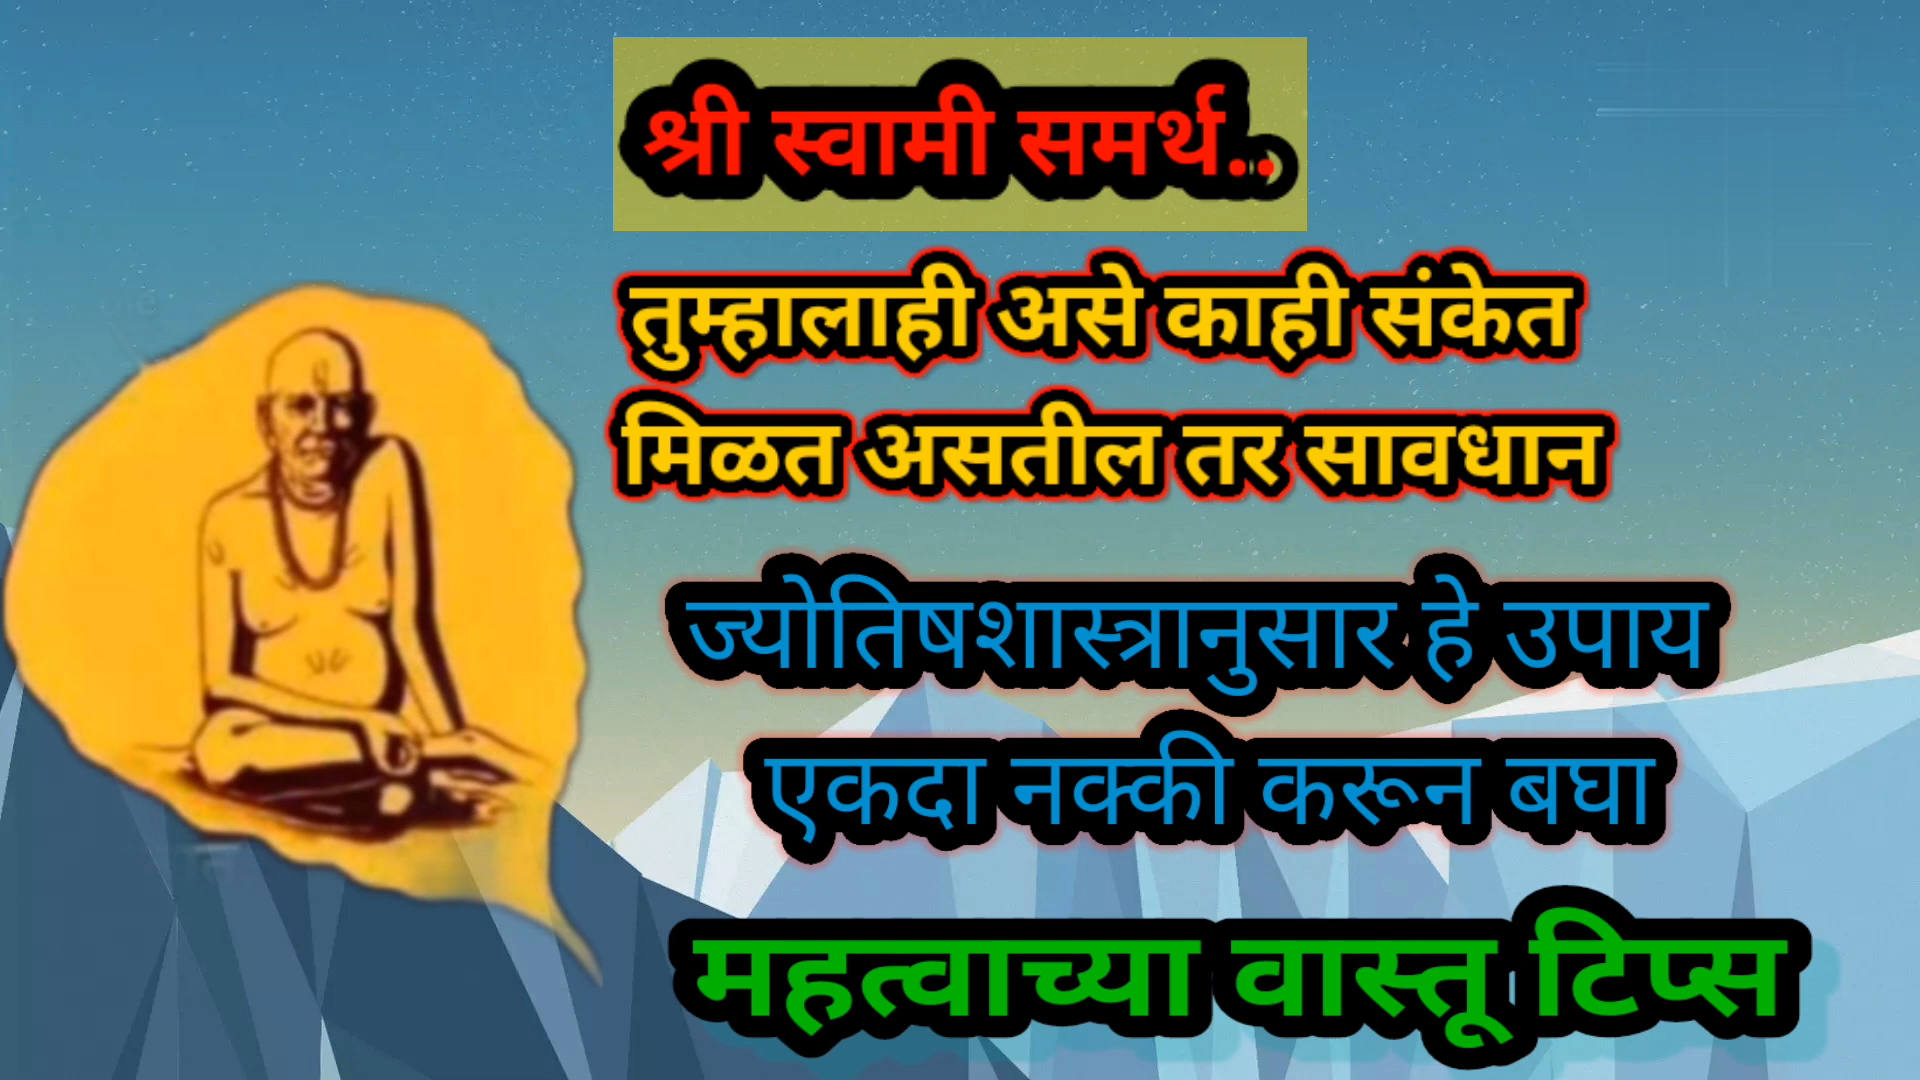 श्री स्वामी समर्थ..,
तुम्हालाही असे काही संकेत
मिळत असतील तर सावधान
ज्योतिषशास्त्रानुसार हे उपाय
एकदा नक्की करून बघा
महत्वाच्या वास्तू टिप्स